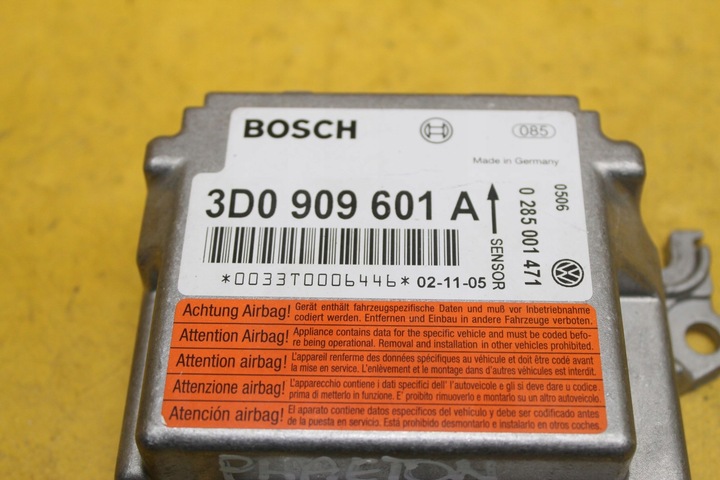 BOSCH
085
Made in Germany
3D0 909 601 A
SENSOR
0 285 001 471
0506
*0033T0006446* 02-11-05
Achtung Airbag! Gerät enthält fahrzeugspezifische Daten und muß vor Inbetriebnahme
codiert werden. Entfernen und Einbau in andere Fahrzeuge verboten.
Attention Airbag! Appliance contains data for the specific vehicle and must be coded befo-
re being operational. Removal and installation in other vehicles prohibited.
Attention airbag! L'appareil renferme des données spécifiques au véhicule et doit être codé avant
la mise en service. L'enlèvement et le montage dans d'autres véhicules est interdit.
Attenzione airbag! L'apparecchio contiene i dati specifici dell' l'autoveicolo e gli si deve dare u codice
prima di metterlo in funzione. E' proibito rimuoverlo e montarlo su un altro autoveicolo.
Atención airbag! El aparato contiene datos específicos del vehículo y debe ser codificado antes
de la puesta en servicio. Está prohibido desmontarlo e instalarlo en otros coches.
PHAETON